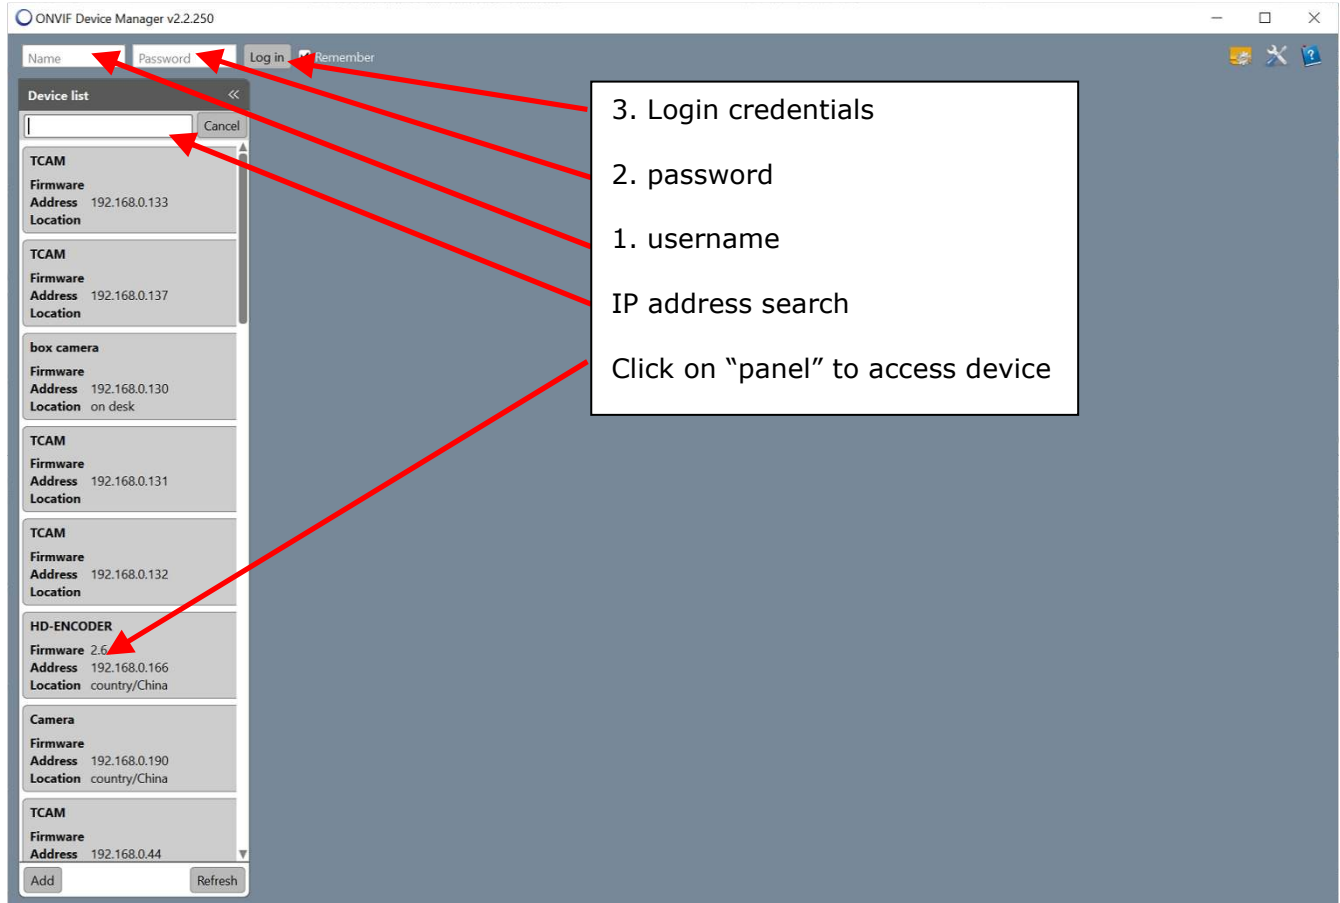 ONVIF Device Manager v2.2.250
Name Password Log in Remember
Device list
Cancel
TCAM
Firmware
Address 192.168.0.133
Location
TCAM
Firmware
Address 192.168.0.137
Location
box camera
Firmware
Address 192.168.0.130
Location on desk
TCAM
Firmware
Address 192.168.0.131
Location
TCAM
Firmware
Address 192.168.0.132
Location
HD-ENCODER
Firmware 2.6
Address 192.168.0.166
Location country/China
Camera
Firmware
Address 192.168.0.190
Location country/China
TCAM
Firmware
Address 192.168.0.44
Add Refresh
3. Login credentials
2. password
1. username
IP address search
Click on “panel” to access device